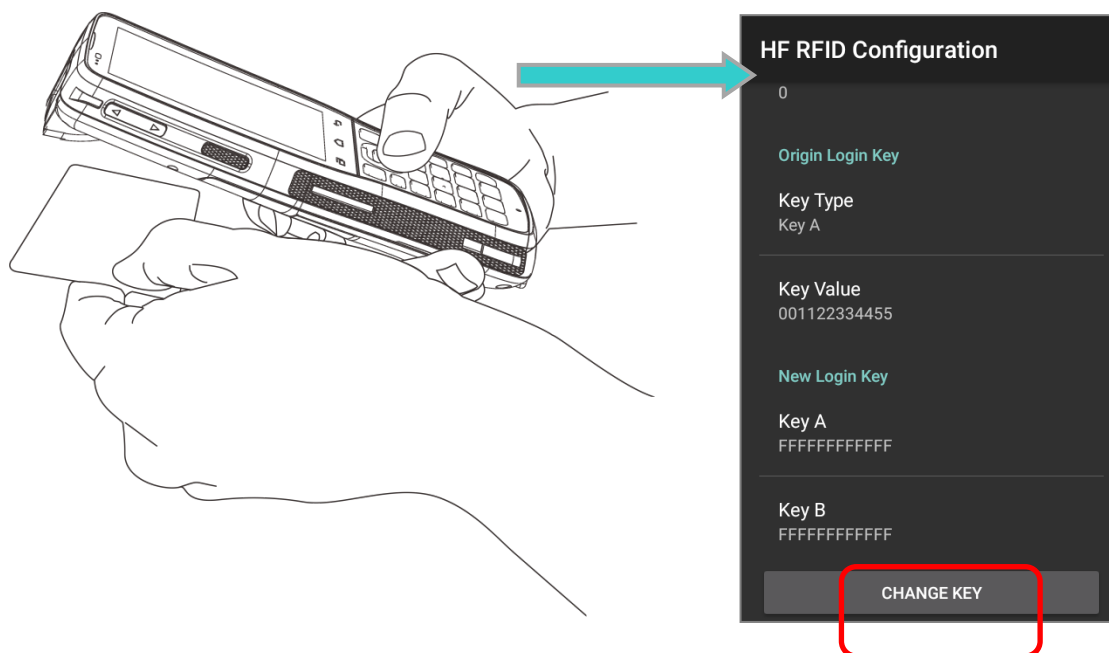 HF RFID Configuration
0
Origin Login Key
Key Type
Key A
Key Value
001122334455
New Login Key
Key A
FFFFFFFFFFFF
Key B
FFFFFFFFFFFF
CHANGE KEY